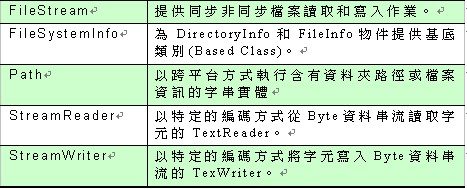 FileStream 提供同步非同步檔案讀取和寫入作業。
FileSystemInfo 為 DirectoryInfo 和 FileInfo 物件提供基底
類別(Based Class)。
Path 以跨平台方式執行含有資料夾路徑或檔案
資訊的字串實體
StreamReader 以特定的編碼方式從 Byte 資料串流讀取字
元的 TextReader。
StreamWriter 以特定的編碼方式將字元寫入 Byte 資料串
流的 TexWriter。